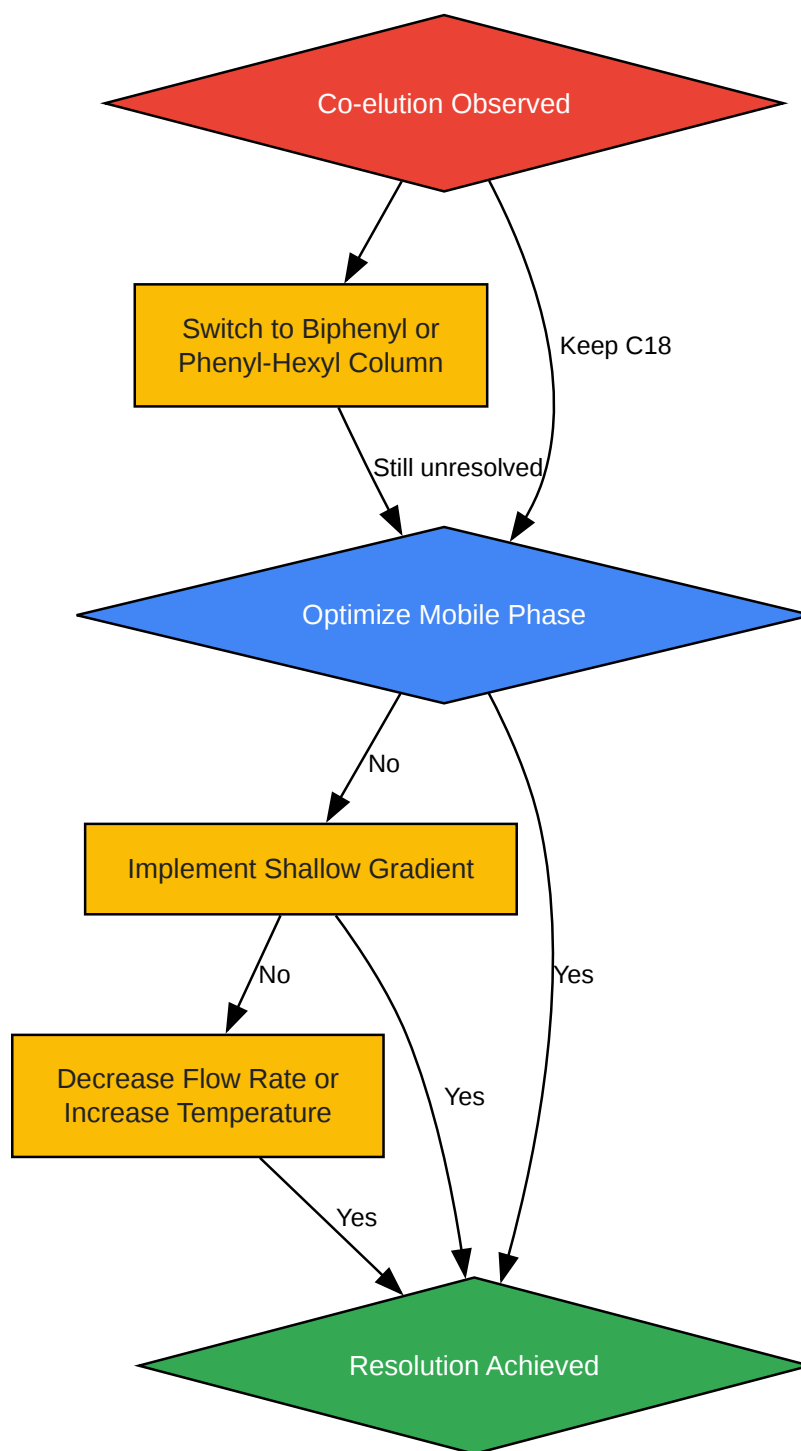 Co-elution Observed
Switch to Biphenyl or
Phenyl-Hexyl Column
Keep C18
Still unresolved
Optimize Mobile Phase
No
Implement Shallow Gradient
No
Yes
Decrease Flow Rate or
Increase Temperature
Yes
Yes
Resolution Achieved